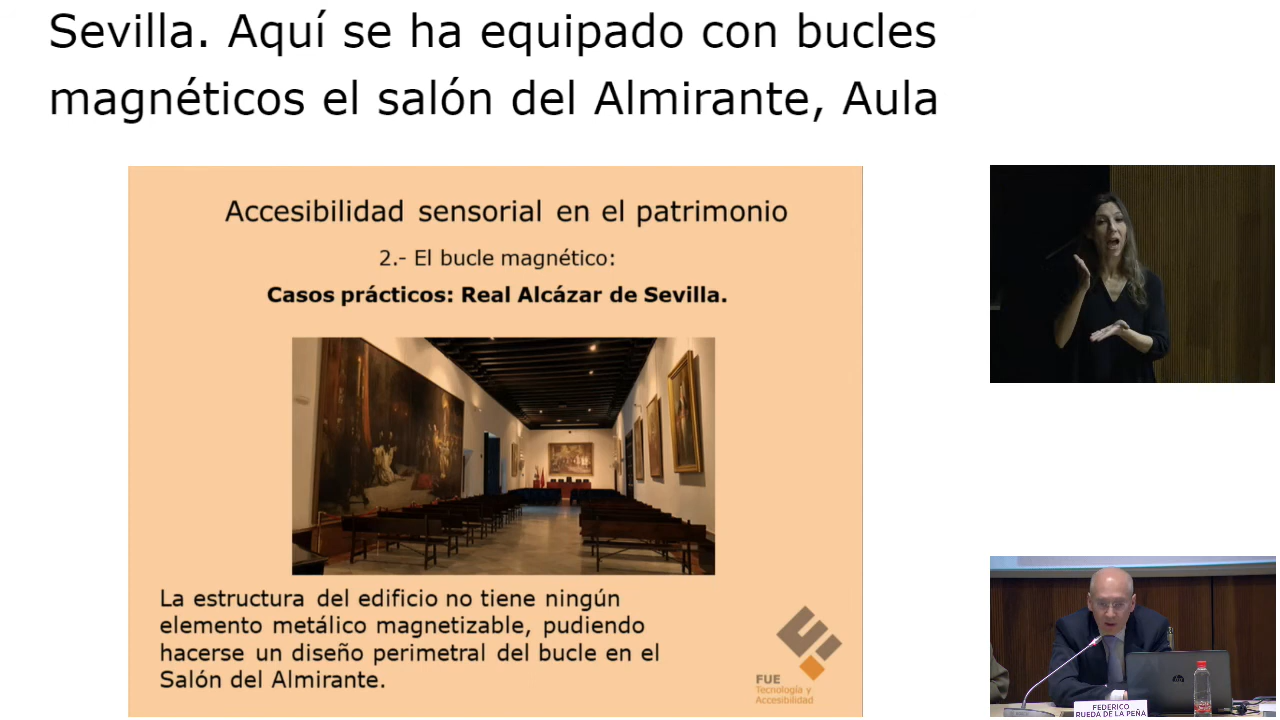 Sevilla. Aquí se ha equipado con bucles
magnéticos el salón del Almirante, Aula
Accesibilidad sensorial en el patrimonio
2.- El bucle magnético:
Casos prácticos: Real Alcázar de Sevilla.
La estructura del edificio no tiene ningún
elemento metálico magnetizable, pudiendo
hacerse un diseño perimetral del bucle en el
Salón del Almirante.
FUE
Tecnología y
Accesibilidad
FEDERICO
RUEDA DE LA PEÑA